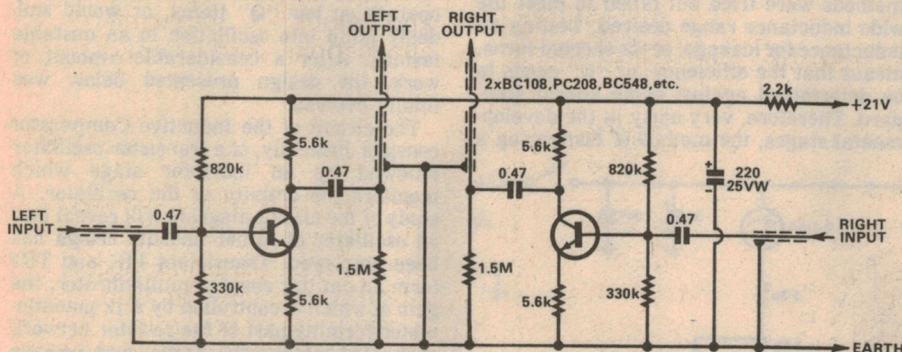 LEFT
OUTPUT
RIGHT
OUTPUT
2xBC108,PC208,BC548,etc.
2.2k
+21V
5.6k
5.6k
820k
0.47
0.47
820k
220
25VW
LEFT
INPUT
0.47
0.47
RIGHT
INPUT
1.5M
1.5M
330k
5.6k
5.6k
330k
EARTH